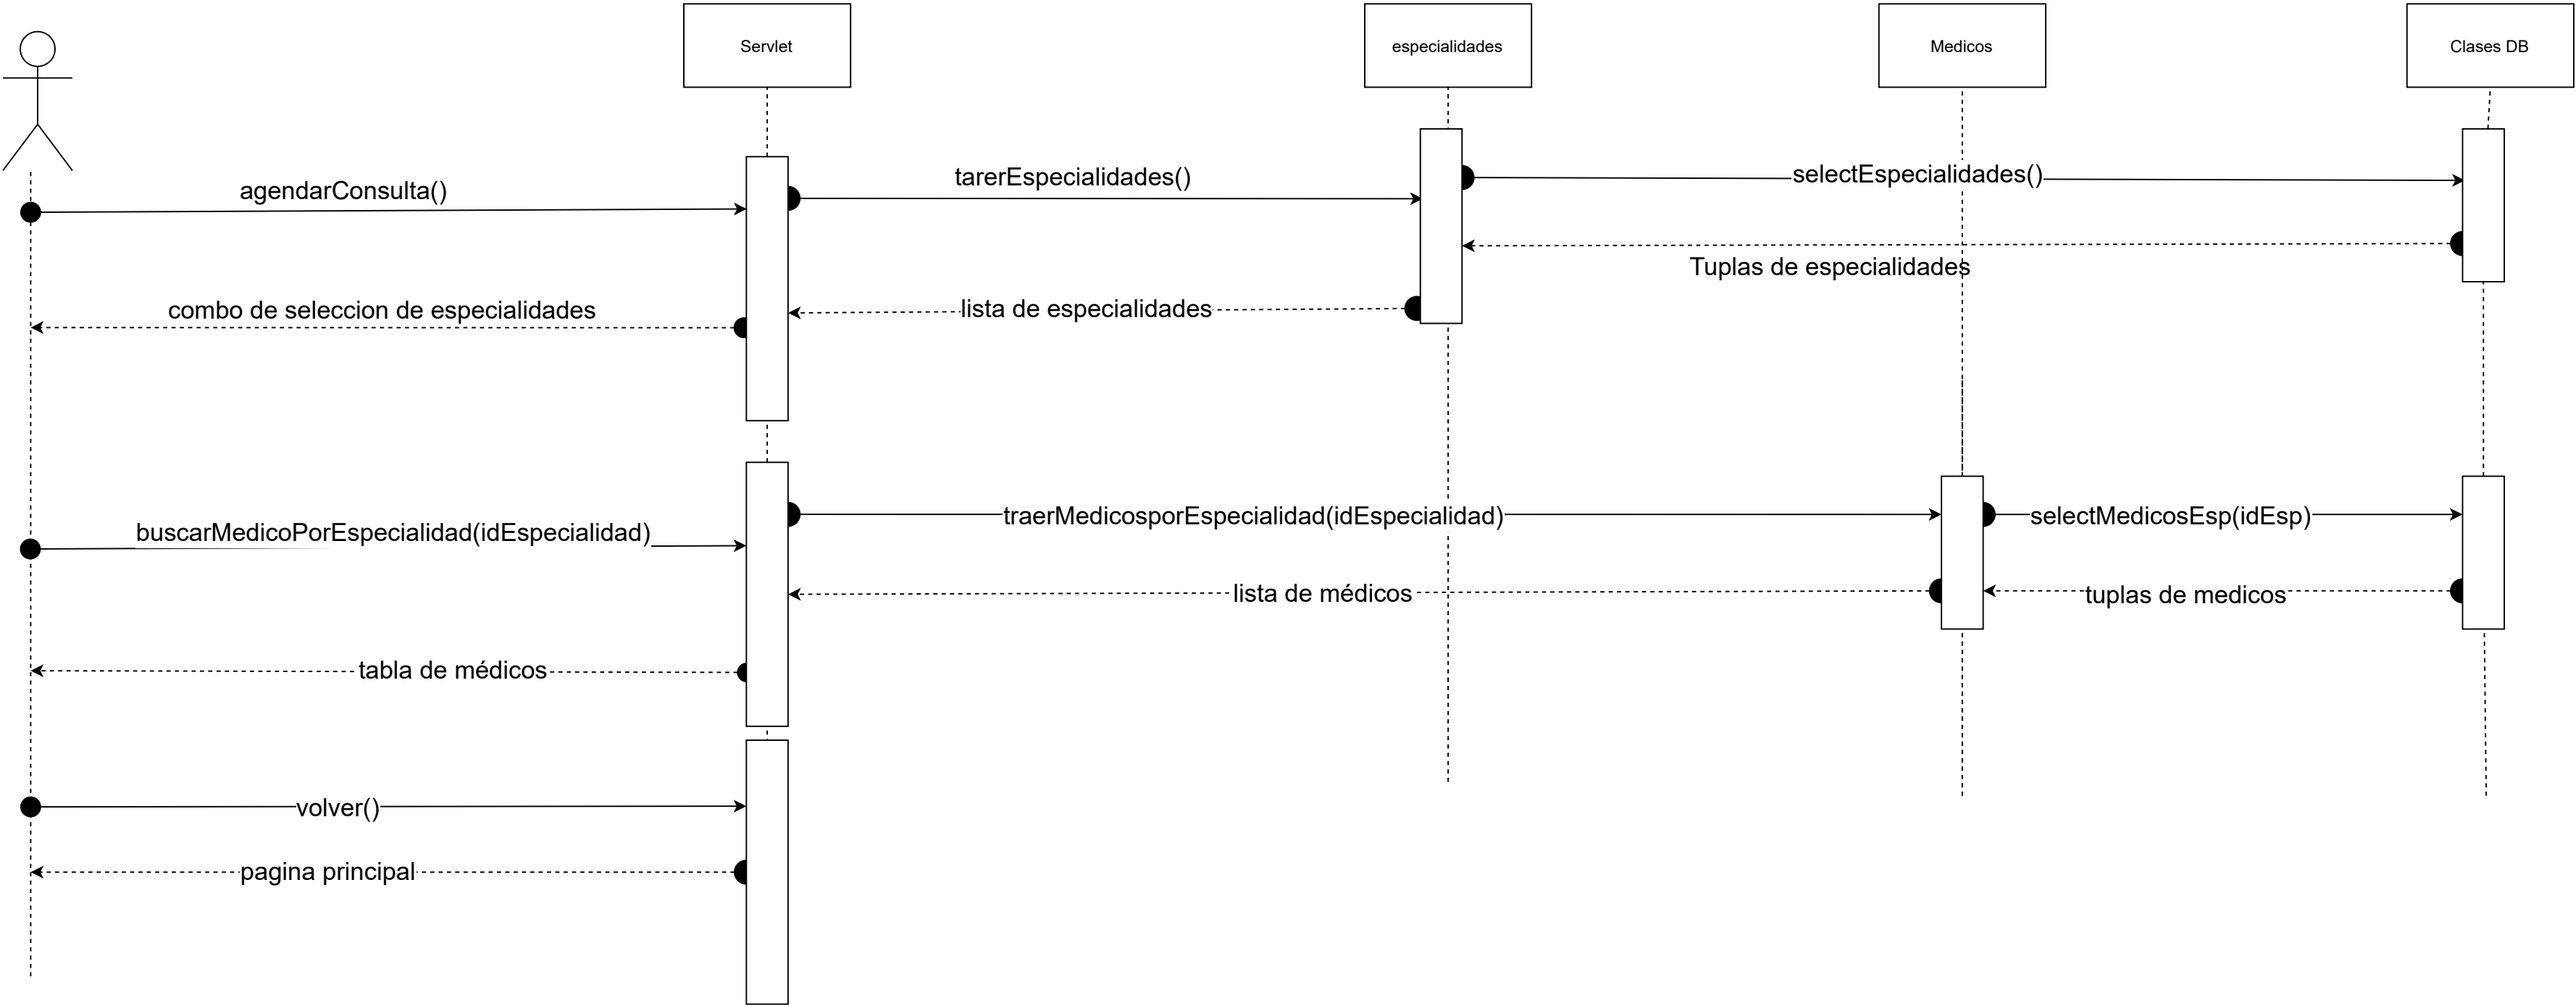 Servlet
especialidades
Medicos
Clases DB
agendarConsulta()
tarerEspecialidades()
selectEspecialidades()
Tuplas de especialidades
lista de especialidades
combo de seleccion de especialidades
buscarMedicoPorEspecialidad(idEspecialidad)
traerMedicosporEspecialidad(idEspecialidad)
selectMedicosEsp(idEsp)
lista de médicos
tuplas de medicos
tabla de médicos
volver()
pagina principal